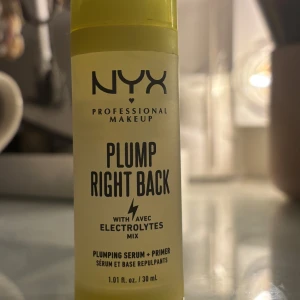 NYX
PROFESSIONAL
MAKEUP
PLUMP
RIGHT BACK
WITH AVEC
ELECTROLYTES
MIX
PLUMPING SERUM + PRIMER
SÉRUM ET BASE REPULPANTS
1.01 fl. oz. / 30 mL